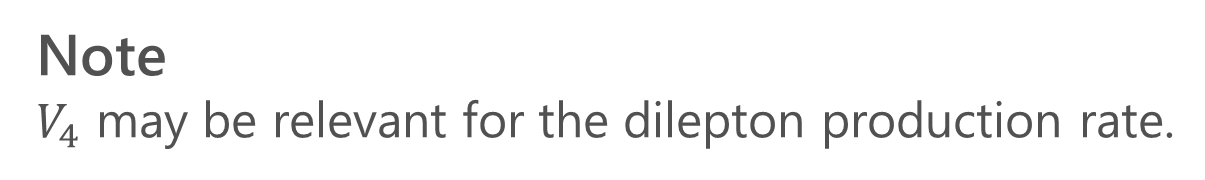 Note
V₄ may be relevant for the dilepton production rate.